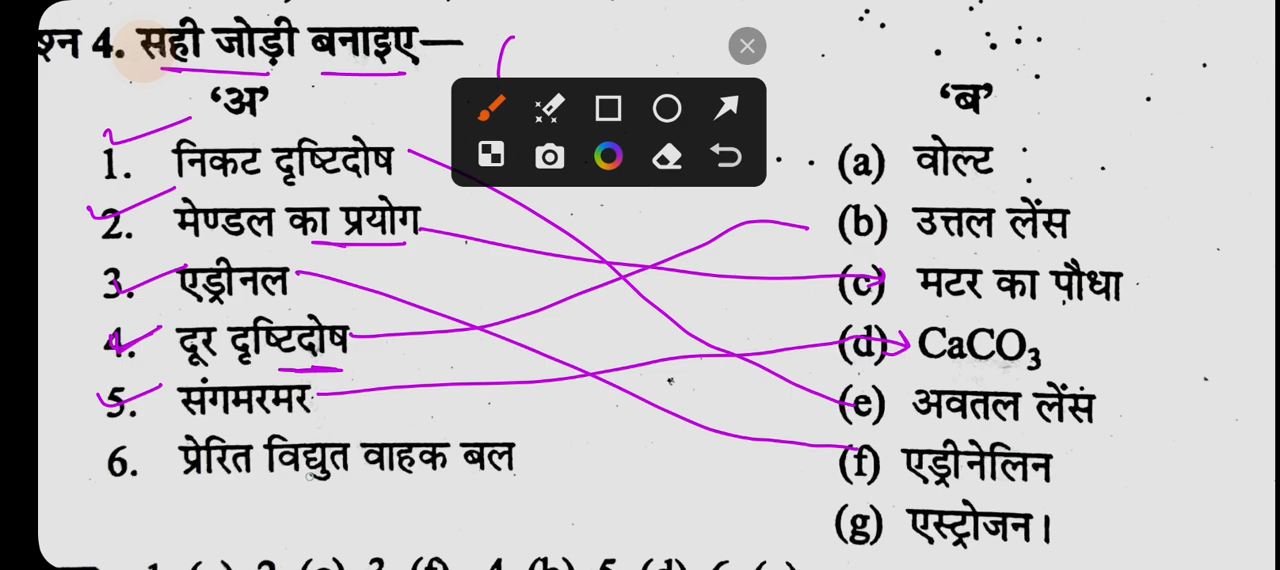 श्न 4. सही जोड़ी बनाइए—
‘अ’ ‘ब’
1. निकट दृष्टिदोष (a) वोल्ट
2. मेण्डल का प्रयोग (b) उत्तल लेंस
3. एड्रीनल (c) मटर का पौधा
4. दूर दृष्टिदोष (d) CaCO₃
5. संगमरमर (e) अवतल लेंस
6. प्रेरित विद्युत वाहक बल (f) एड्रीनेलिन
(g) एस्ट्रोजन।